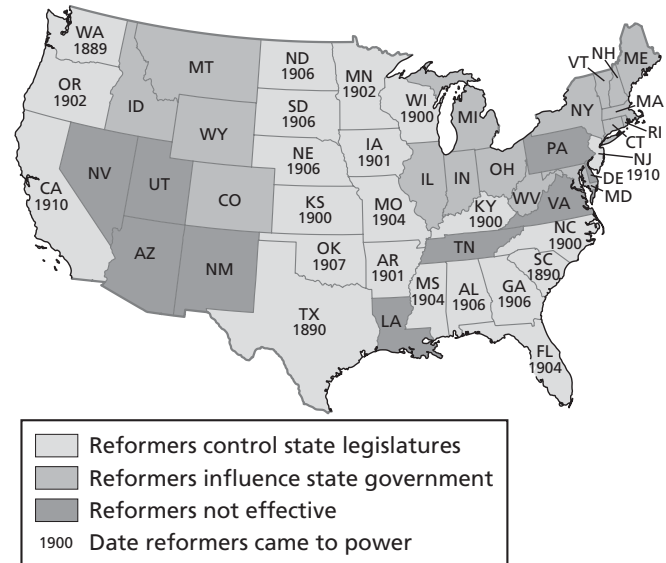 WA
1889
OR
1902
CA
1910
NV
ID
MT
WY
UT
CO
AZ
NM
ND
1906
SD
1906
NE
1906
KS
1900
OK
1907
TX
1890
MN
1902
IA
1901
MO
1904
AR
1901
LA
WI
1900
IL
MI
IN
OH
KY
1900
TN
MS
1904
AL
1906
GA
1906
FL
1904
SC
1890
NC
1900
VA
WV
PA
NY
VT
NH
ME
MA
RI
CT
NJ
1910
DE
MD
Reformers control state legislatures
Reformers influence state government
Reformers not effective
1900 Date reformers came to power